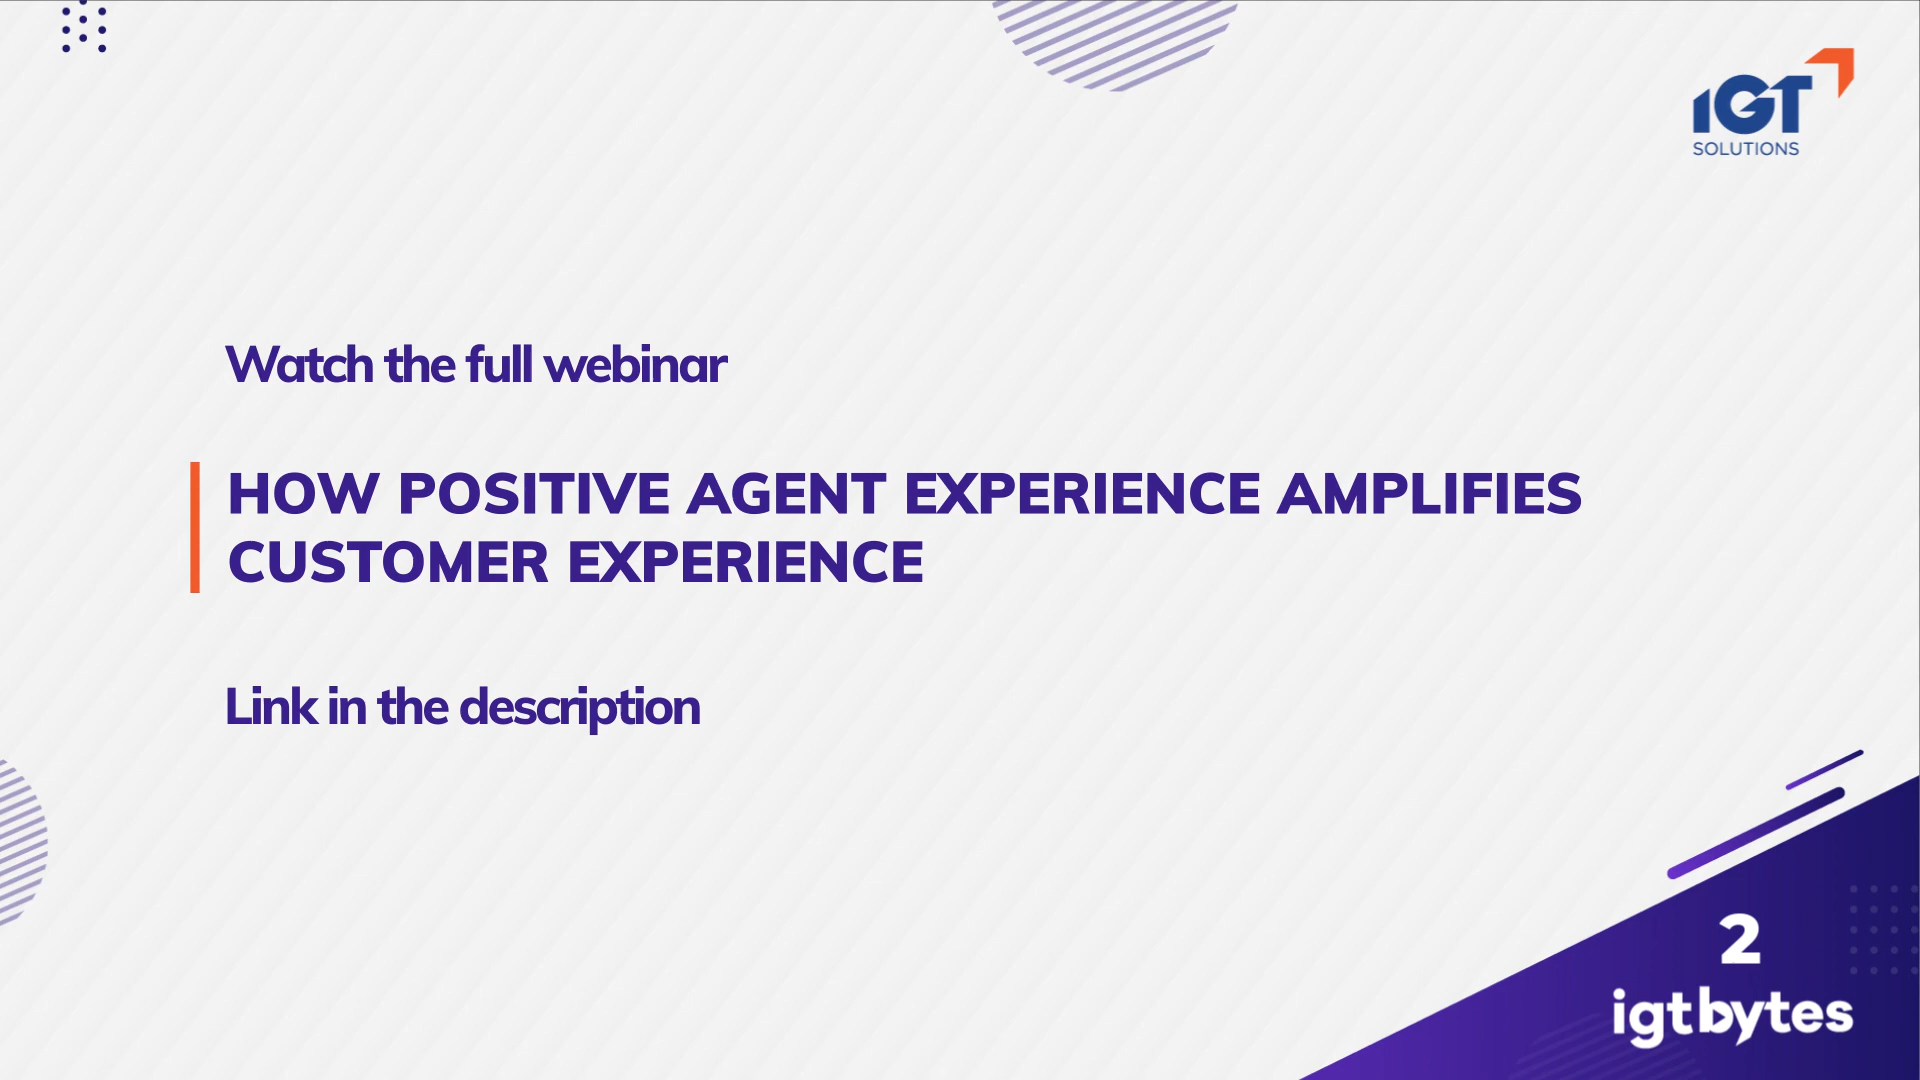 IGT
SOLUTIONS
Watch the full webinar
HOW POSITIVE AGENT EXPERIENCE AMPLIFIES
CUSTOMER EXPERIENCE
Link in the description
2
igtbytes